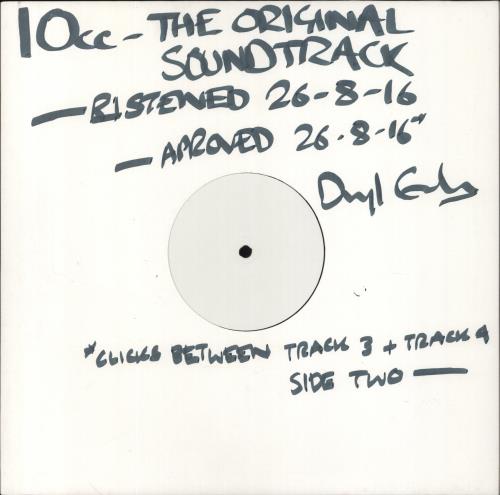 10cc - THE ORIGINAL
SOUNDTRACK
— RISTENED 26-8-16
— APROVED 26-8-16*
Daryl
*CLICKS BETWEEN TRACK 3 + TRACK 4
SIDE TWO —